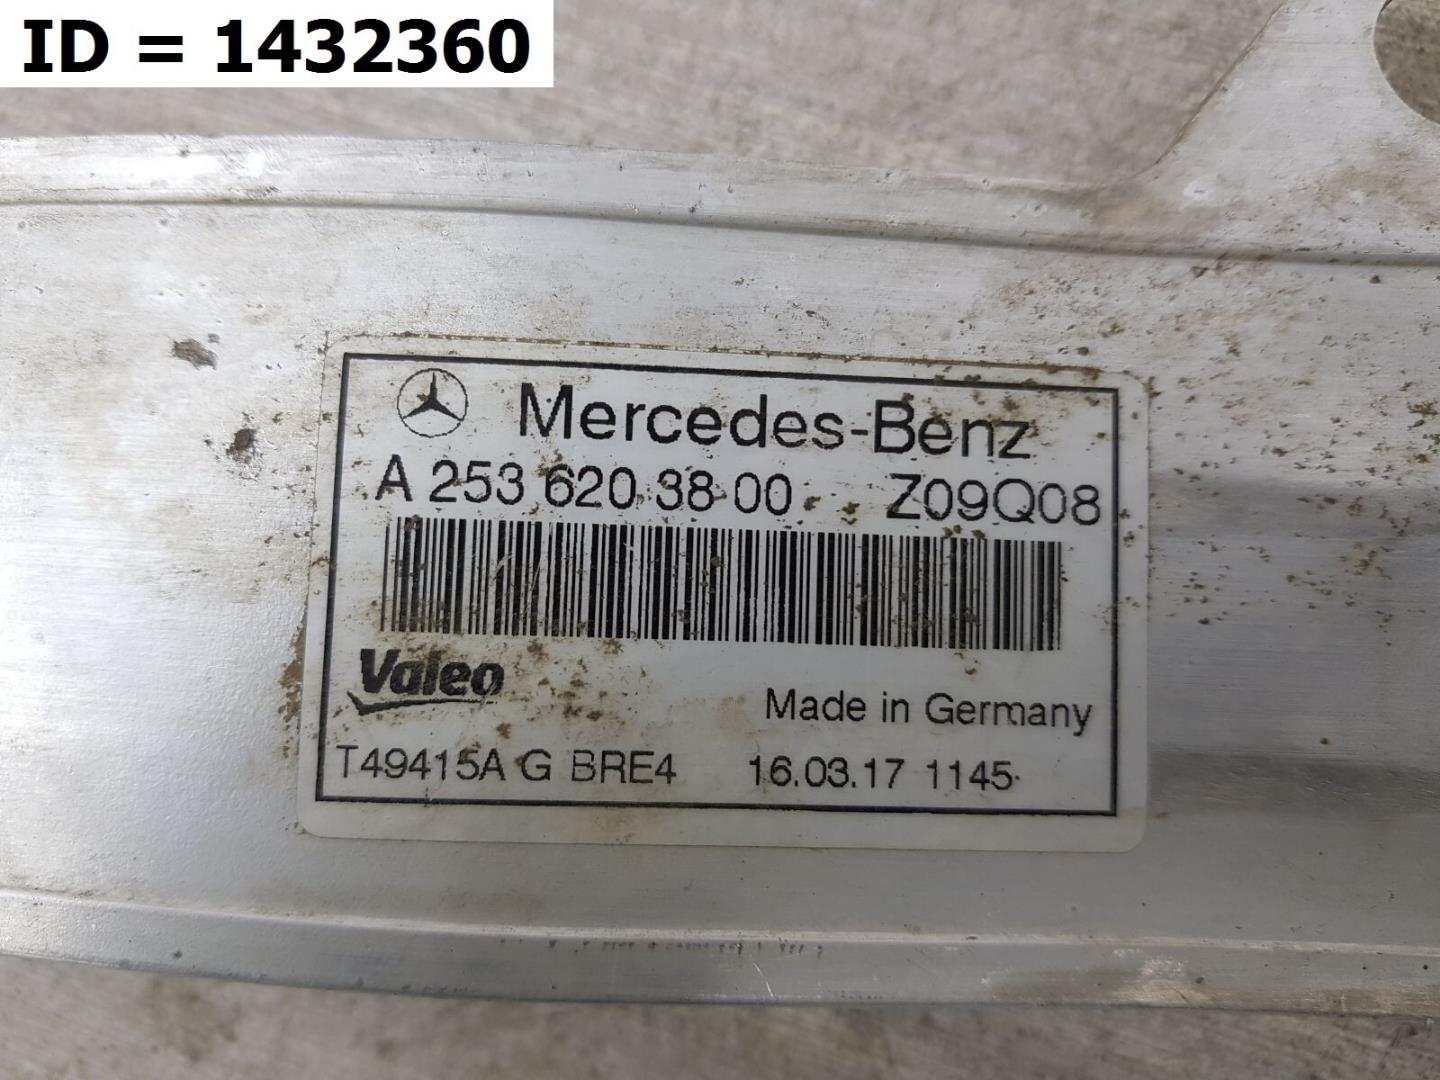 ID = 1432360
Mercedes-Benz
A 253 620 38 00 Z09Q08
Valeo
Made in Germany
T49415A G BRE4 16.03.17 1145